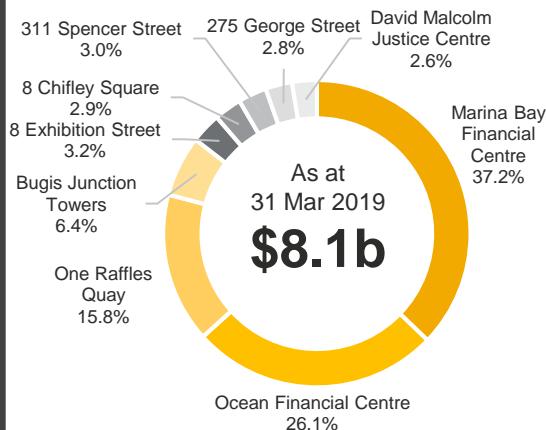 311 Spencer Street
3.0%
275 George Street
2.8%
David Malcolm
Justice Centre
2.6%
8 Chifley Square
2.9%
8 Exhibition Street
3.2%
Bugis Junction
Towers
6.4%
One Raffles
Quay
15.8%
Marina Bay
Financial
Centre
37.2%
As at
31 Mar 2019
$8.1b
Ocean Financial Centre
26.1%